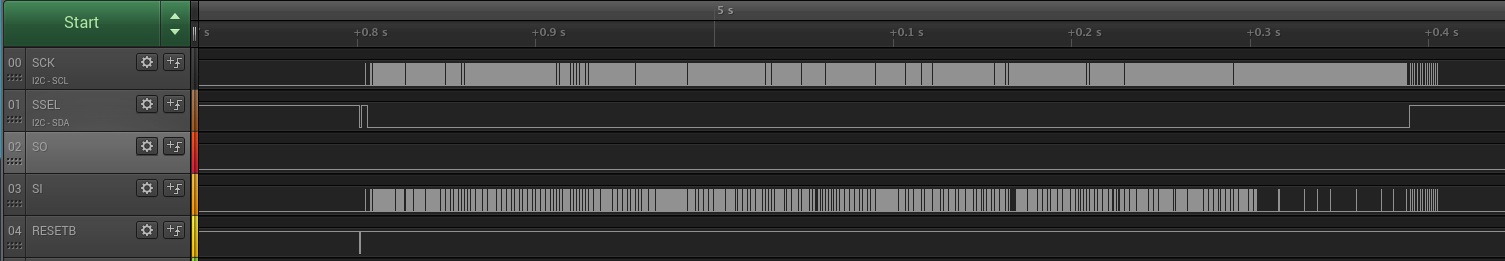 Start
5 s
s
+0.8 s
+0.9 s
+0.1 s
+0.2 s
+0.3 s
+0.4 s
00 SCK
I2C - SCL
01 SSEL
I2C - SDA
02 SO
03 SI
04 RESETB